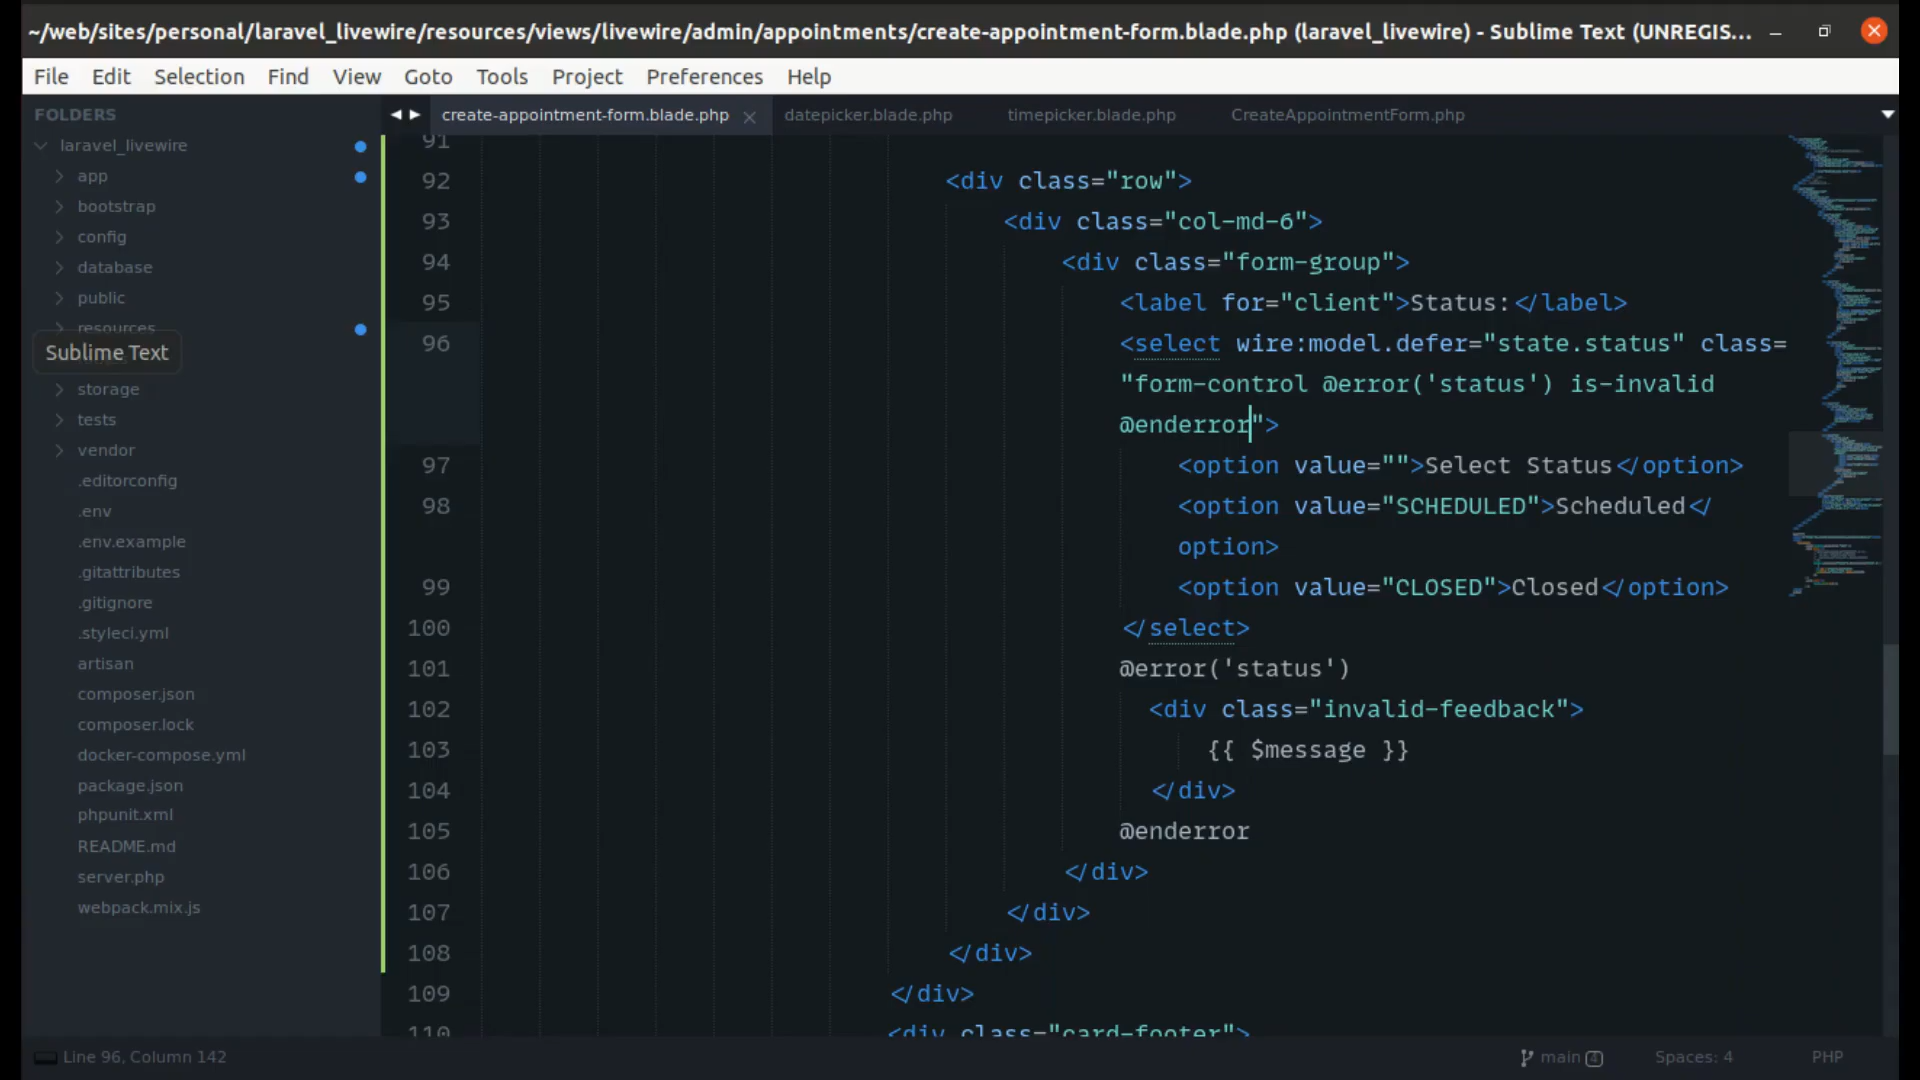 ~/web/sites/personal/laravel_livewire/resources/views/livewire/admin/appointments/create-appointment-form.blade.php (laravel_livewire) - Sublime Text (UNREGIS...
File Edit Selection Find View Goto Tools Project Preferences Help
FOLDERS
laravel_livewire
app
bootstrap
config
database
public
resources
Sublime Text
storage
tests
vendor
.editorconfig
.env
.env.example
.gitattributes
.gitignore
.styleci.yml
artisan
composer.json
composer.lock
docker-compose.yml
package.json
phpunit.xml
README.md
server.php
webpack.mix.js
create-appointment-form.blade.php datepicker.blade.php timepicker.blade.php CreateAppointmentForm.php
91
92 <div class="row">
93 <div class="col-md-6">
94 <div class="form-group">
95 <label for="client">Status:</label>
96 <select wire:model.defer="state.status" class=
"form-control @error('status') is-invalid
@enderror">
97 <option value="">Select Status</option>
98 <option value="SCHEDULED">Scheduled</
option>
99 <option value="CLOSED">Closed</option>
100 </select>
101 @error('status')
102 <div class="invalid-feedback">
103 {{ $message }}
104 </div>
105 @enderror
106 </div>
107 </div>
108 </div>
109 </div>
110 <div class="card-footer">
Line 96, Column 142 main 4 Spaces: 4 PHP